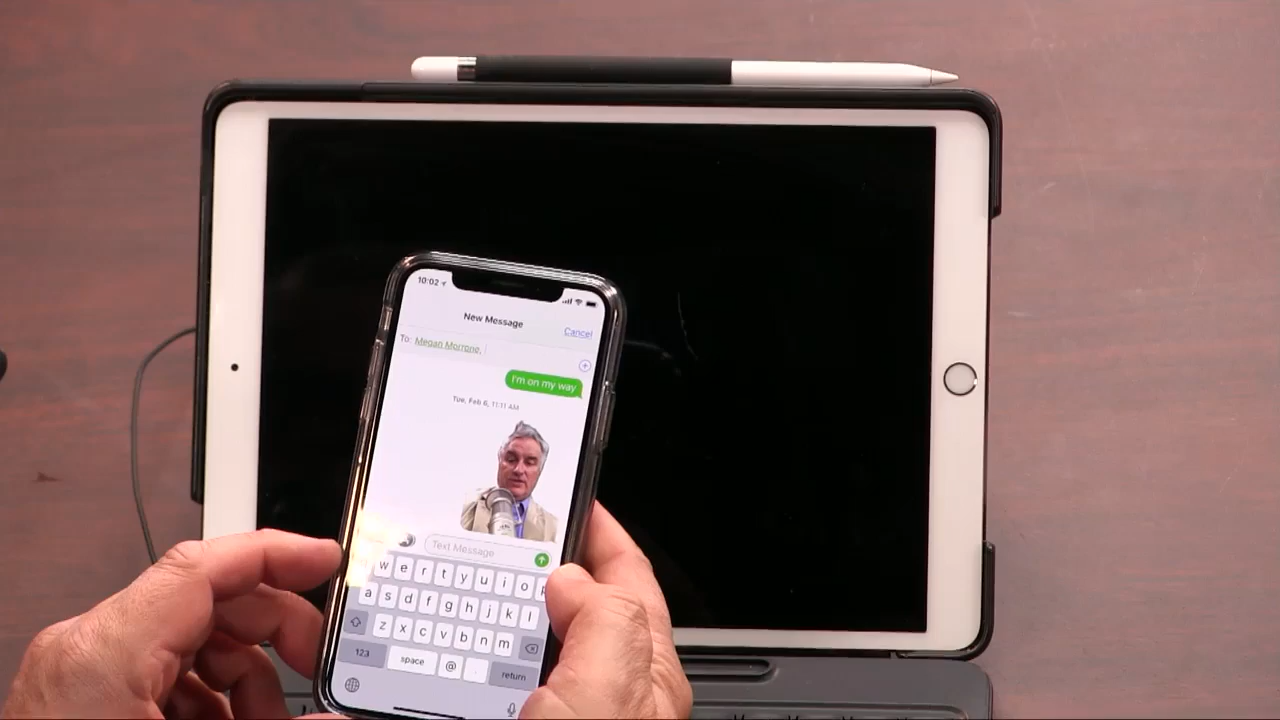 10:02
New Message
Cancel
To: Megan Morrone,
I'm on my way
Tue, Feb 6, 11:11 AM
Text Message
w e r t y u i o p
a s d f g h j k l
z x c v b n m
123 space @ . return